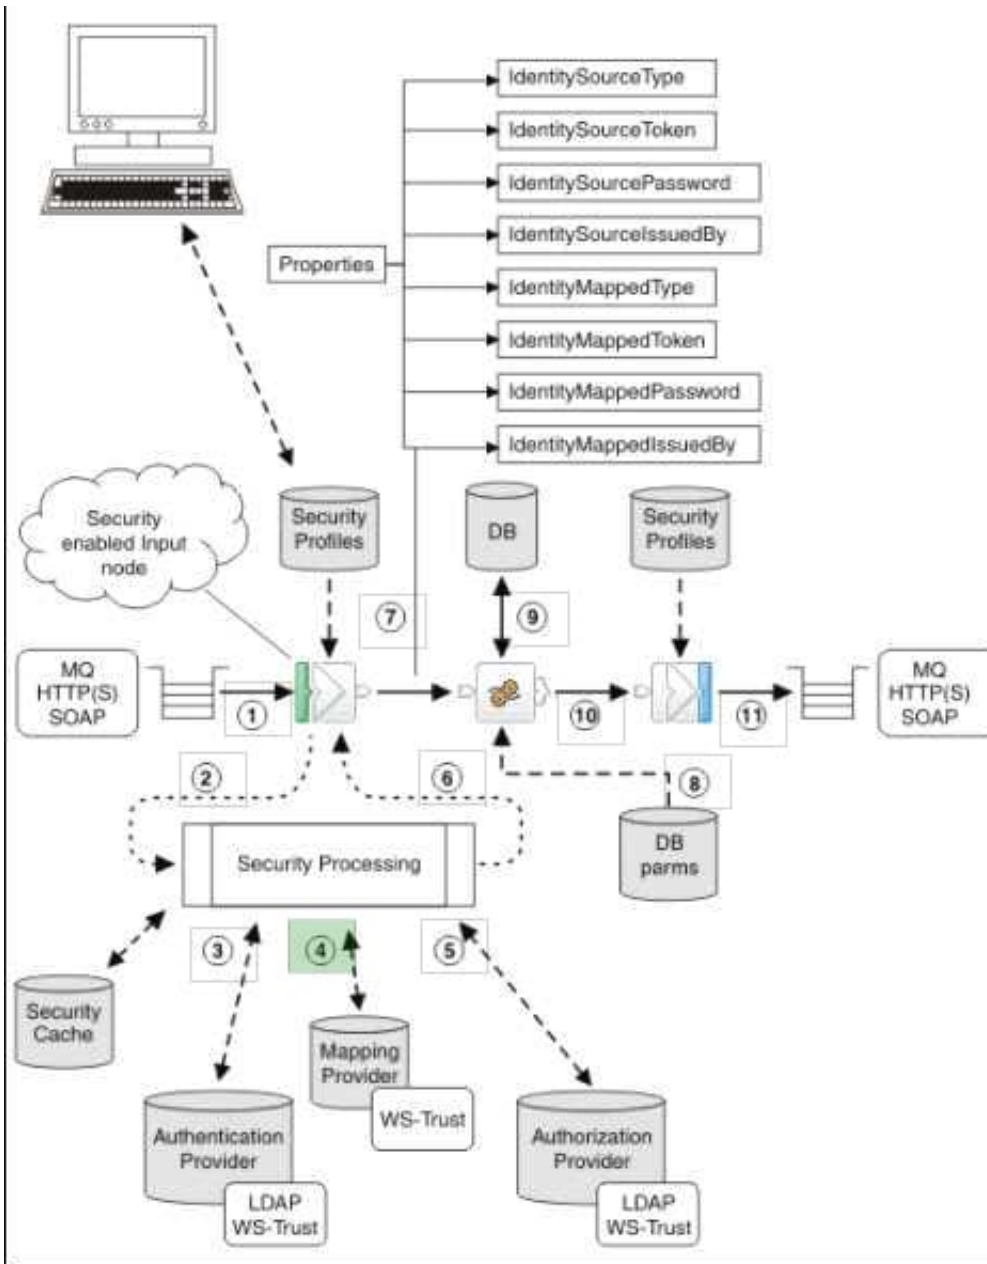 IdentitySourceType
IdentitySourceToken
IdentitySourcePassword
IdentitySourceIssuedBy
Properties
IdentityMappedType
IdentityMappedToken
IdentityMappedPassword
IdentityMappedIssuedBy
Security
enabled Input
node
Security
Profiles
DB
Security
Profiles
7
9
MQ
HTTP(S)
SOAP
1
10
11
MQ
HTTP(S)
SOAP
2
6
8
Security Processing
DB
parms
3
4
5
Security
Cache
Mapping
Provider
WS-Trust
Authentication
Provider
LDAP
WS-Trust
Authorization
Provider
LDAP
WS-Trust